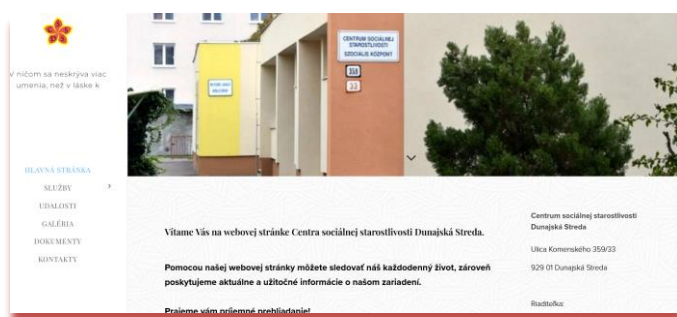 V ničom sa neskrýva viac
umenia, než v láske k
HLAVNÁ STRÁNKA
SLUŽBY
UDALOSTI
GALÉRIA
DOKUMENTY
KONTAKTY
CENTRUM SOCIÁLNEJ
STAROSTLIVOSTI
SZOCIÁLIS KÖZPONT
359
33
Vítame Vás na webovej stránke Centra sociálnej starostlivosti Dunajská Streda.
Pomocou našej webovej stránky môžete sledovať náš každodenný život, zároveň
poskytujeme aktuálne a užitočné informácie o našom zariadení.
Prajeme vám príjemné prehliadanie!
Centrum sociálnej starostlivosti
Dunajská Streda
Ulica Komenského 359/33
929 01 Dunajská Streda
Riaditeľka: